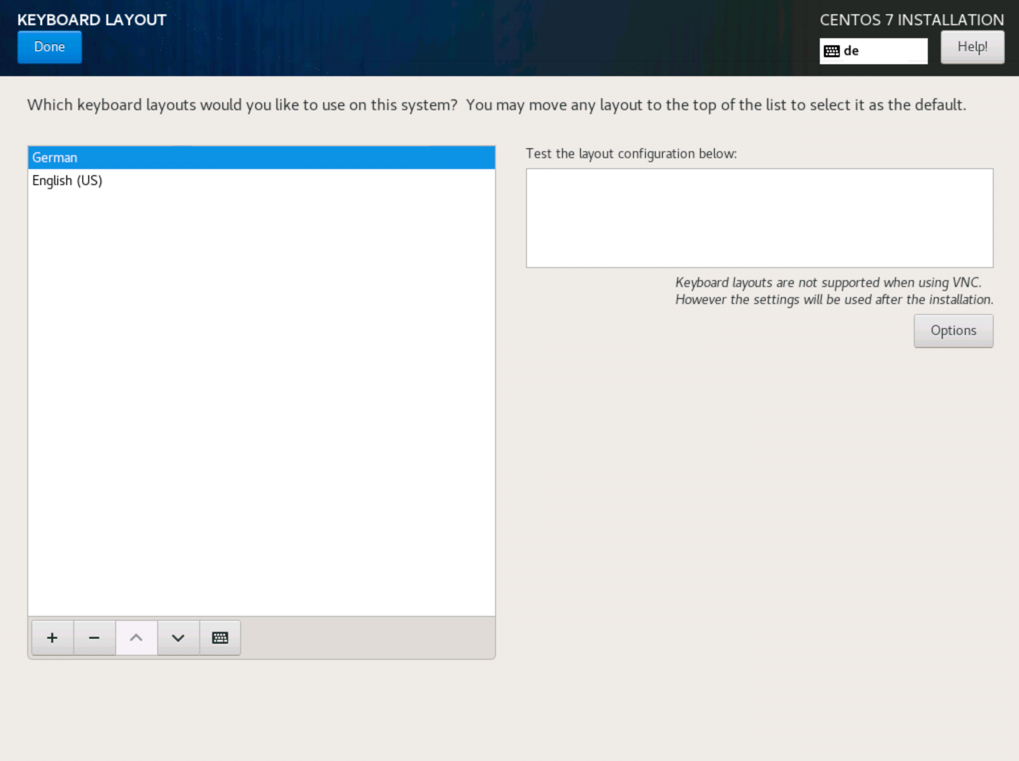 KEYBOARD LAYOUT
CENTOS 7 INSTALLATION
Done
de
Help!
Which keyboard layouts would you like to use on this system?  You may move any layout to the top of the list to select it as the default.
German
English (US)
Test the layout configuration below:
Keyboard layouts are not supported when using VNC.
However the settings will be used after the installation.
Options